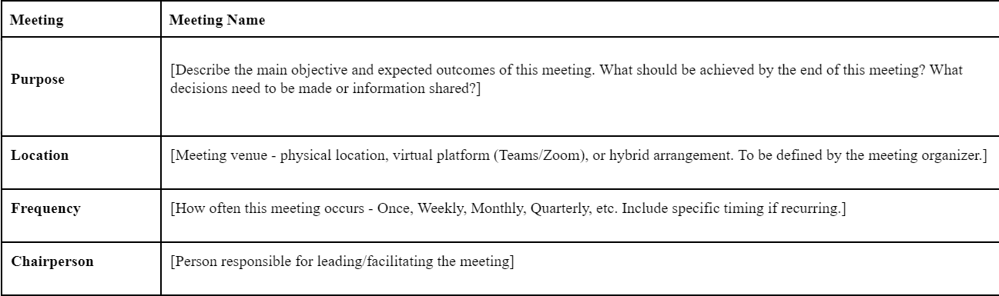 Meeting Meeting Name
Purpose [Describe the main objective and expected outcomes of this meeting. What should be achieved by the end of this meeting? What
decisions need to be made or information shared?]
Location [Meeting venue - physical location, virtual platform (Teams/Zoom), or hybrid arrangement. To be defined by the meeting organizer.]
Frequency [How often this meeting occurs - Once, Weekly, Monthly, Quarterly, etc. Include specific timing if recurring.]
Chairperson [Person responsible for leading/facilitating the meeting]